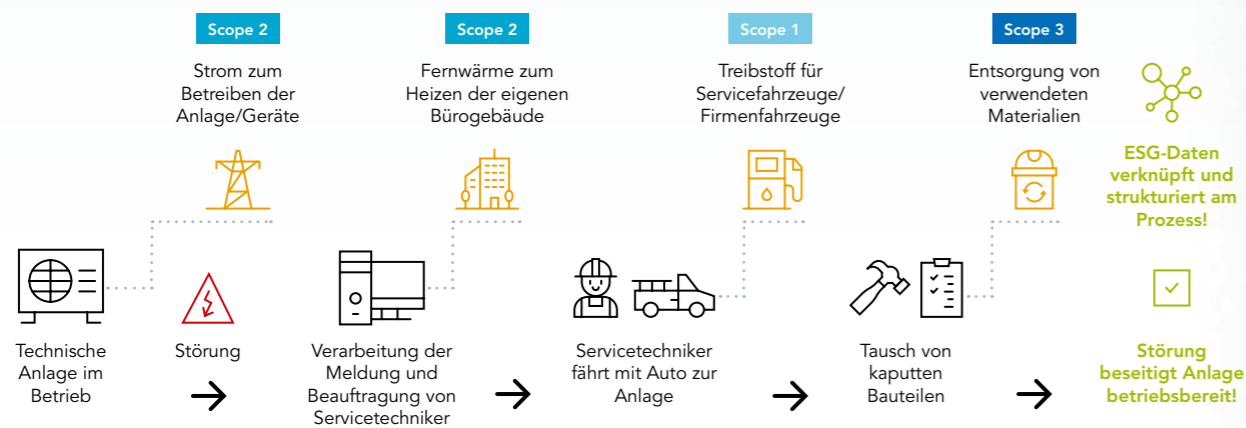 Scope 2
Strom zum
Betreiben der
Anlage/Geräte
Scope 2
Fernwärme zum
Heizen der eigenen
Bürogebäude
Scope 1
Treibstoff für
Servicefahrzeuge/
Firmenfahrzeuge
Scope 3
Entsorgung von
verwendeten
Materialien
ESG-Daten
verknüpft und
strukturiert am
Prozess!
Technische
Anlage im
Betrieb
Störung
Verarbeitung der
Meldung und
Beauftragung von
Servicetechniker
Servicetechniker
fährt mit Auto zur
Anlage
Tausch von
kaputten
Bauteilen
Störung
beseitigt Anlage
betriebsbereit!